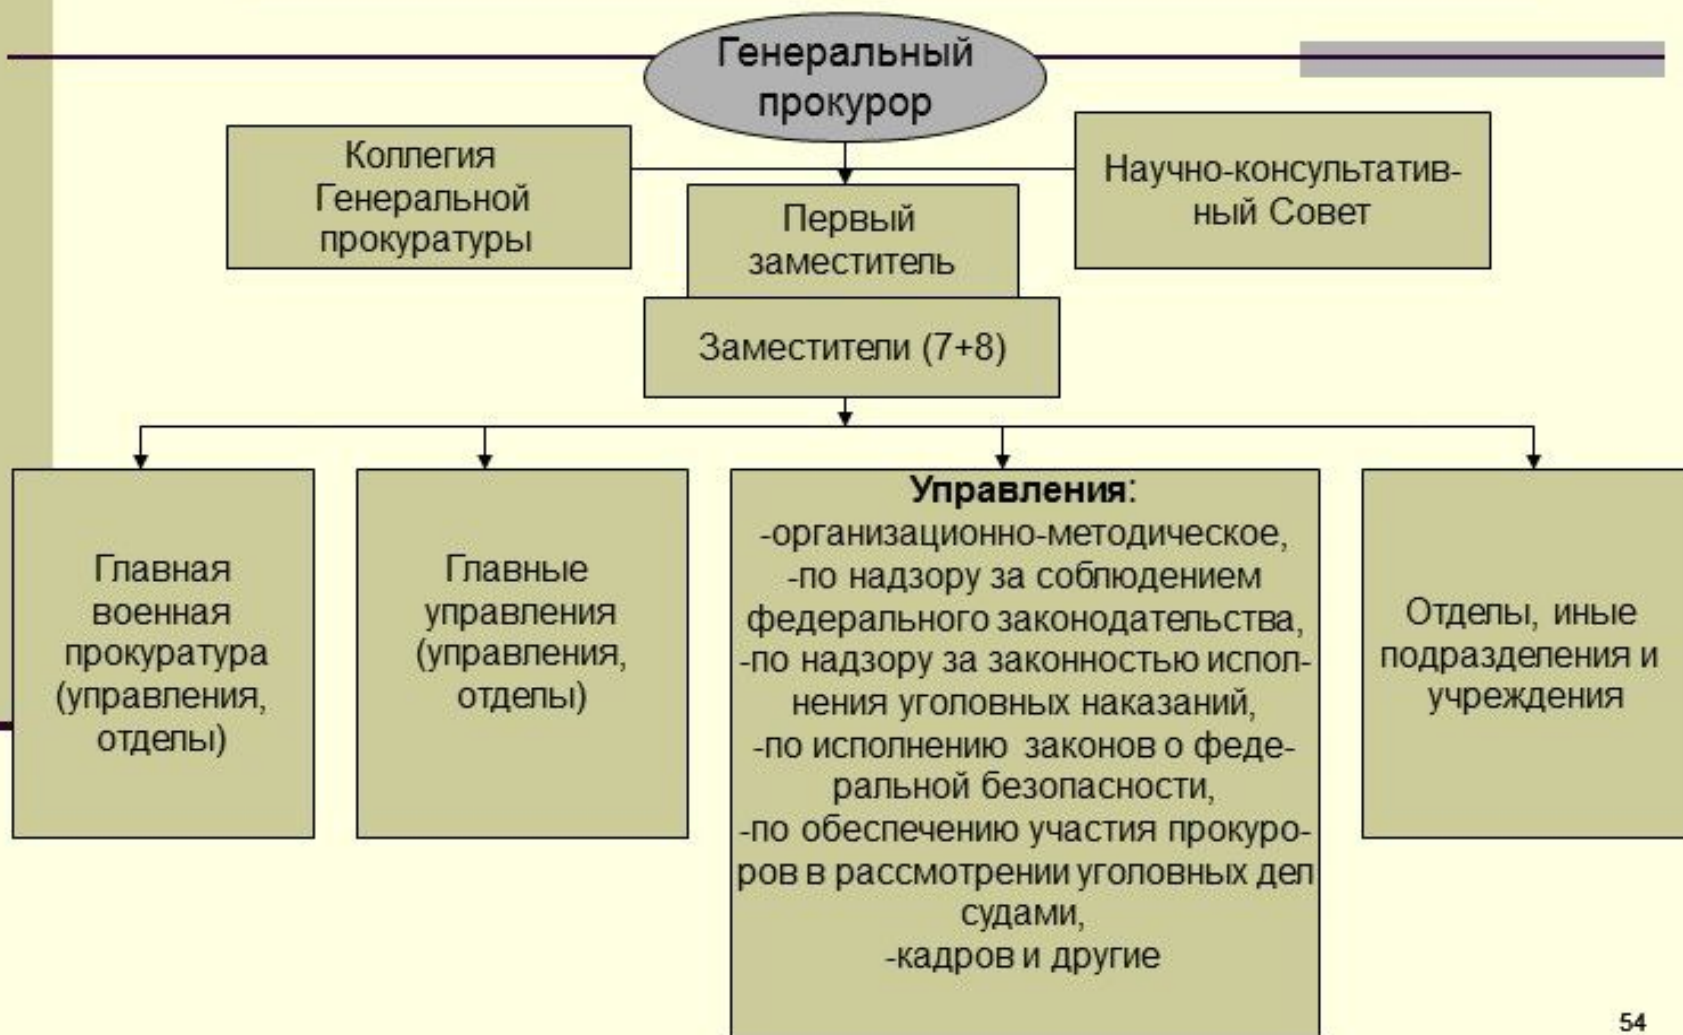 Генеральный
прокурор
Коллегия
Генеральной
прокуратуры
Научно-консультатив-
ный Совет
Первый
заместитель
Заместители (7+8)
Главная
военная
прокуратура
(управления,
отделы)
Главные
управления
(управления,
отделы)
Управления:
-организационно-методическое,
-по надзору за соблюдением
федерального законодательства,
-по надзору за законностью испол-
нения уголовных наказаний,
-по исполнению законов о феде-
ральной безопасности,
-по обеспечению участия прокуро-
ров в рассмотрении уголовных дел
судами,
-кадров и другие
Отделы, иные
подразделения и
учреждения
54